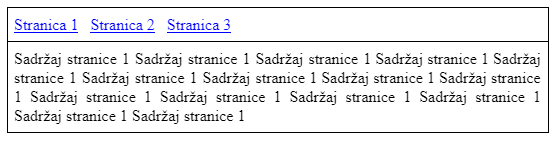 Stranica 1 Stranica 2 Stranica 3
Sadržaj stranice 1 Sadržaj stranice 1 Sadržaj stranice 1 Sadržaj stranice 1 Sadržaj
stranice 1 Sadržaj stranice 1 Sadržaj stranice 1 Sadržaj stranice 1 Sadržaj stranice
1 Sadržaj stranice 1 Sadržaj stranice 1 Sadržaj stranice 1 Sadržaj stranice 1
Sadržaj stranice 1 Sadržaj stranice 1